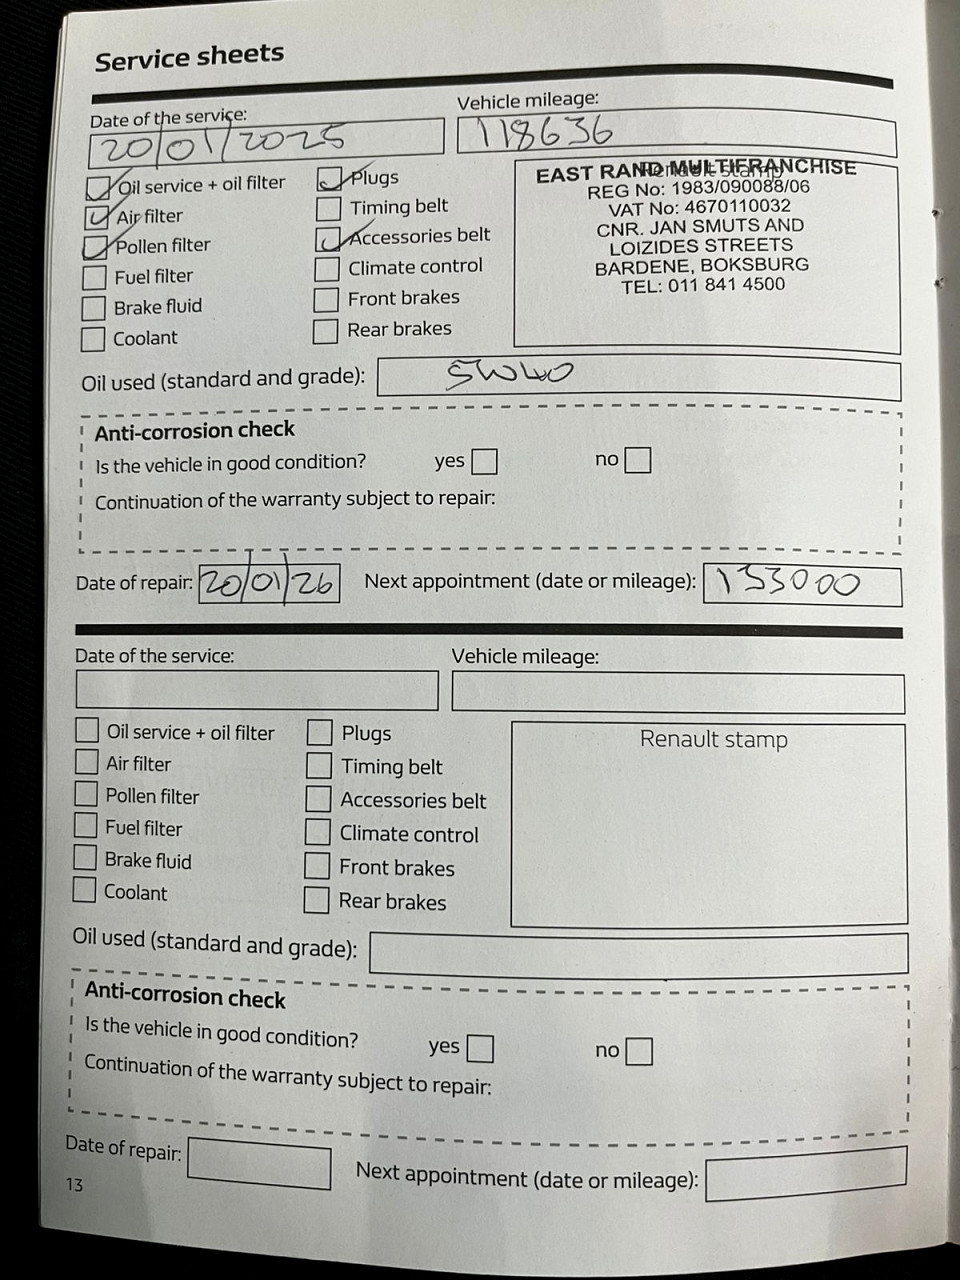 Service sheets
Date of the service:
Vehicle mileage:
20/01/2025
118636
Oil service + oil filter
Plugs
Air filter
Timing belt
Pollen filter
Accessories belt
Fuel filter
Climate control
Brake fluid
Front brakes
Coolant
Rear brakes
Renault stamp
EAST RAND MULTIFRANCHISE
REG No: 1983/090088/06
VAT No: 4670110032
CNR. JAN SMUTS AND
LOIZIDES STREETS
BARDENE, BOKSBURG
TEL: 011 841 4500
Oil used (standard and grade): 5W40
Anti-corrosion check
Is the vehicle in good condition? yes no
Continuation of the warranty subject to repair:
Date of repair: 20/01/26 Next appointment (date or mileage): 133000
Date of the service:
Vehicle mileage:
Oil service + oil filter
Plugs
Air filter
Timing belt
Pollen filter
Accessories belt
Fuel filter
Climate control
Brake fluid
Front brakes
Coolant
Rear brakes
Renault stamp
Oil used (standard and grade):
Anti-corrosion check
Is the vehicle in good condition? yes no
Continuation of the warranty subject to repair:
Date of repair: Next appointment (date or mileage):
13